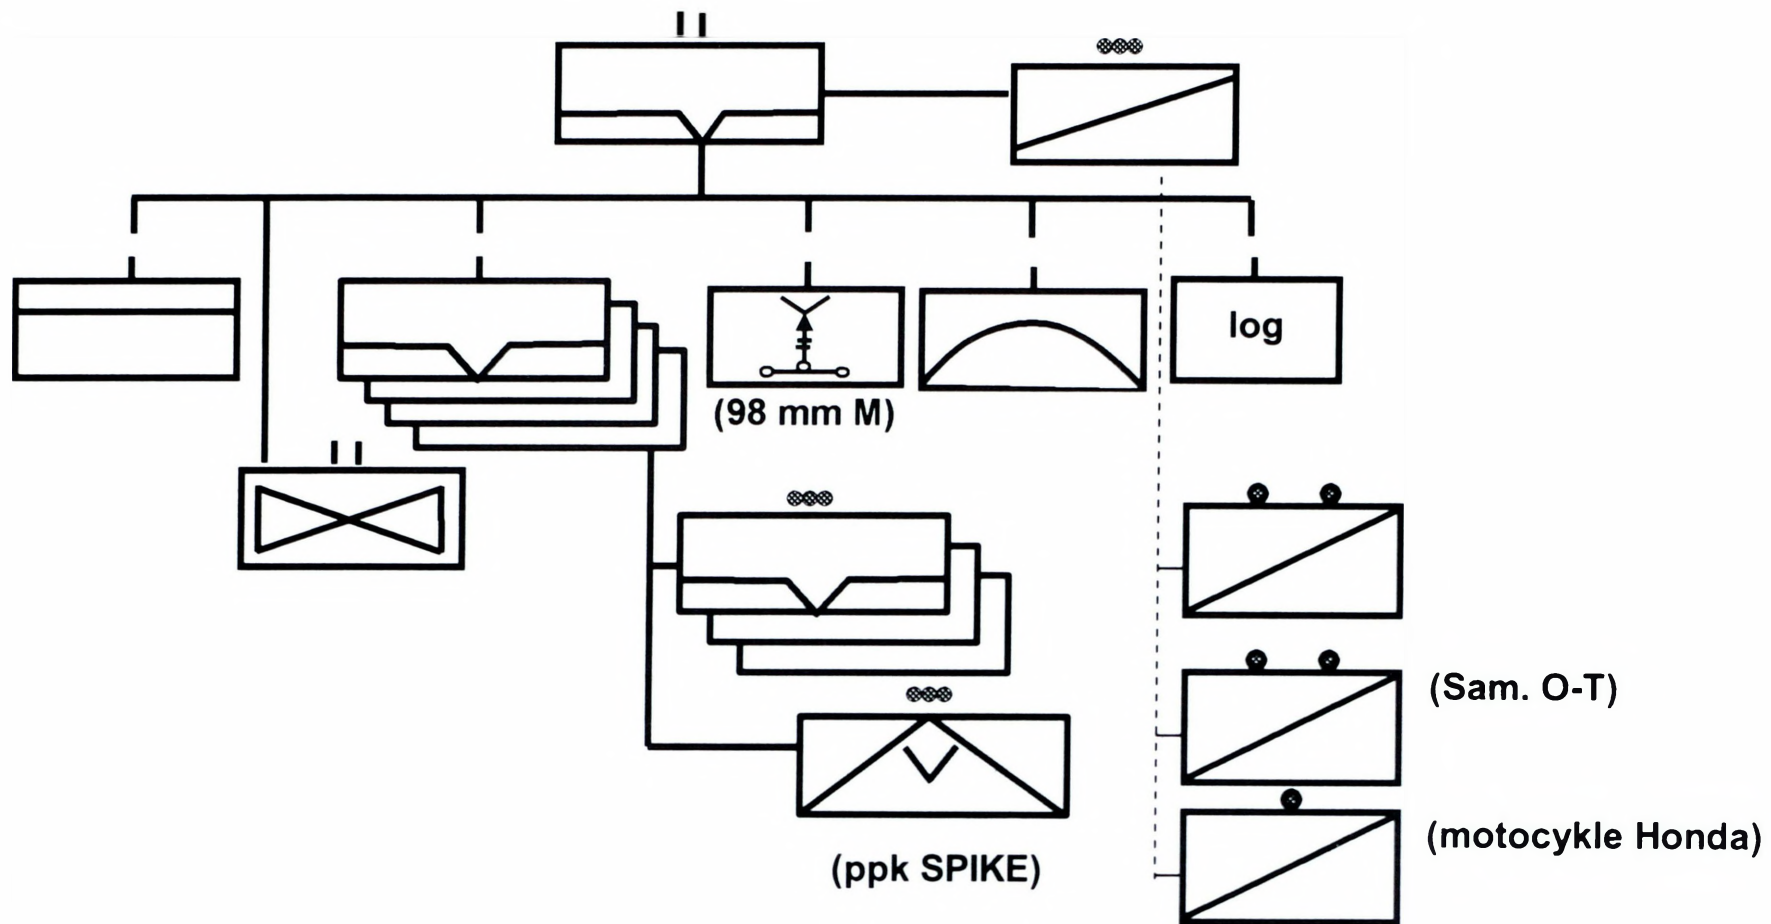 log
(98 mm M)
(Sam. O-T)
(motocykle Honda)
(ppk SPIKE)